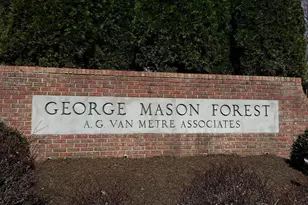 GEORGE MASON FOREST
A.G. VAN METRE ASSOCIATES